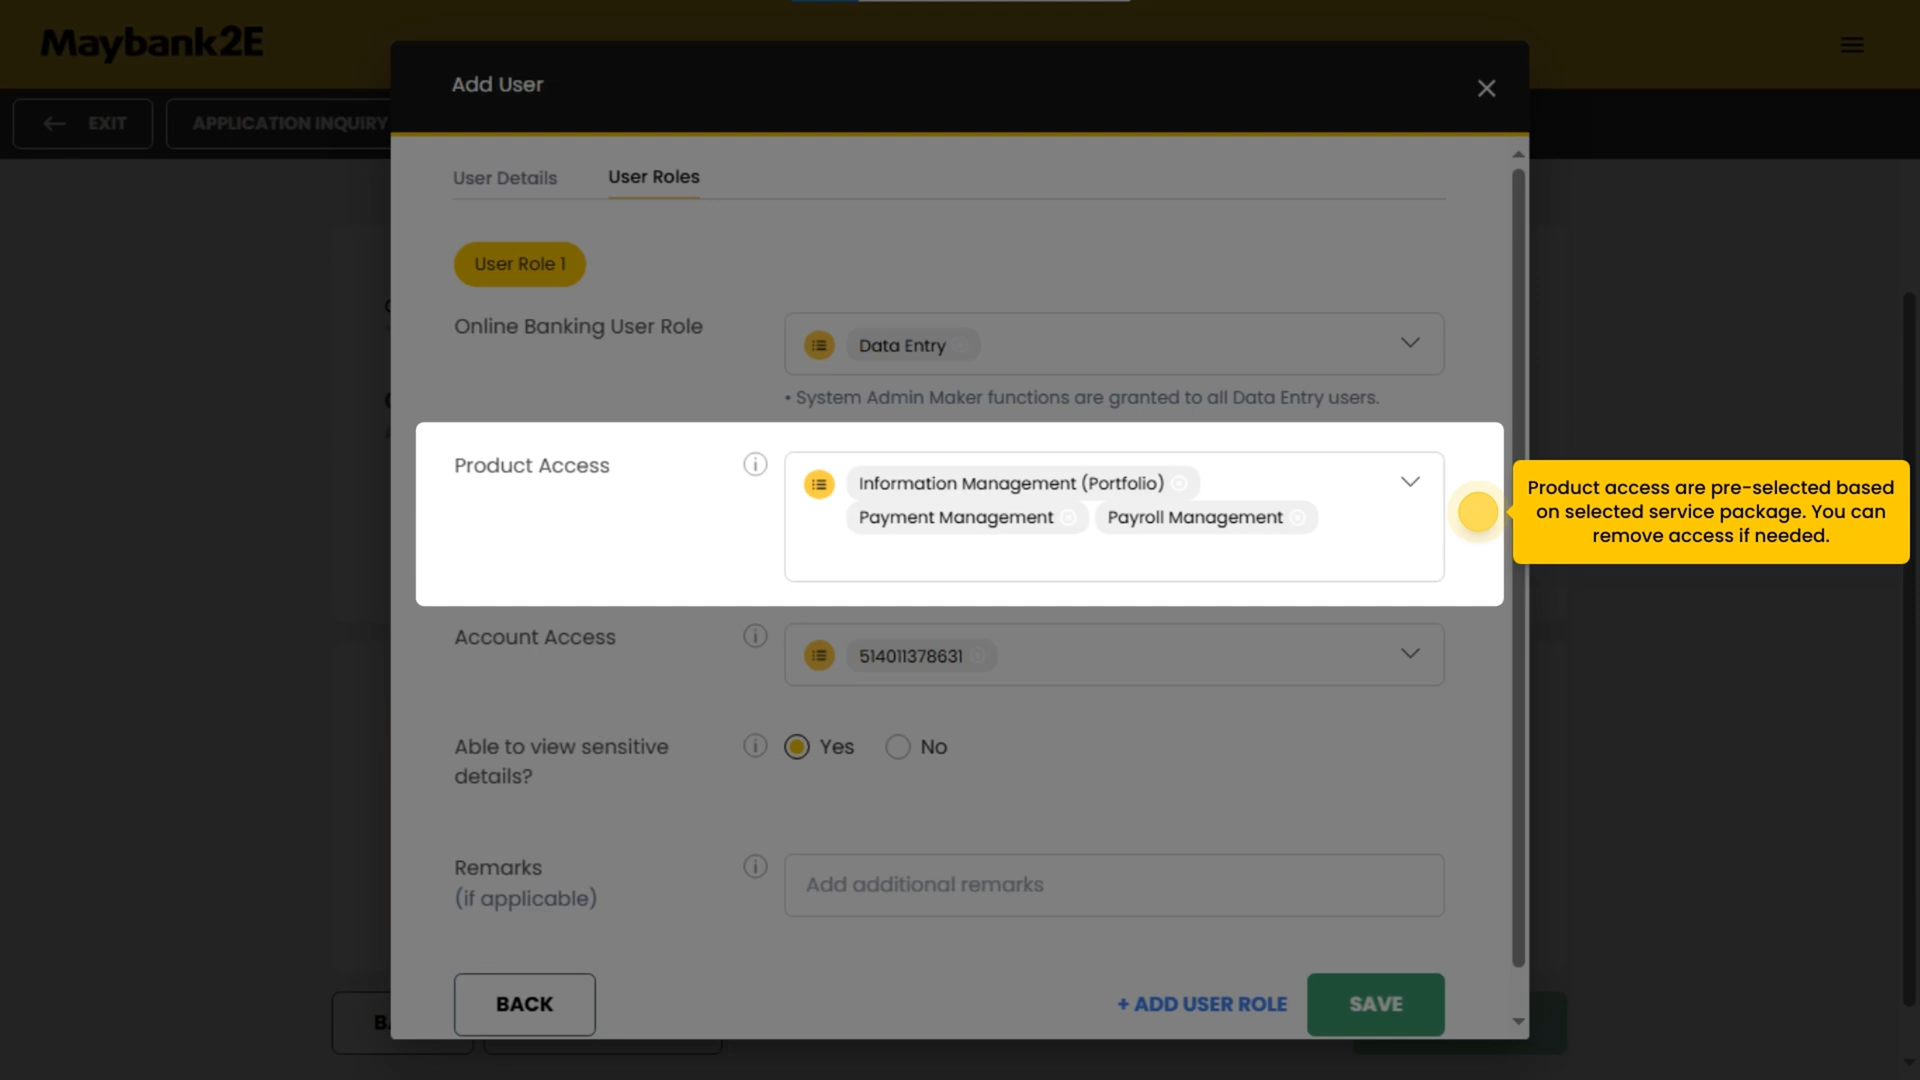 Maybank2E
Add User
EXIT
APPLICATION INQUIRY
User Details
User Roles
User Role 1
Online Banking User Role
Data Entry
• System Admin Maker functions are granted to all Data Entry users.
Product Access
Information Management (Portfolio)
Payment Management
Payroll Management
Product access are pre-selected based
on selected service package. You can
remove access if needed.
Account Access
514011378631
Able to view sensitive
details?
Yes
No
Remarks
(if applicable)
Add additional remarks
BACK
+ ADD USER ROLE
SAVE